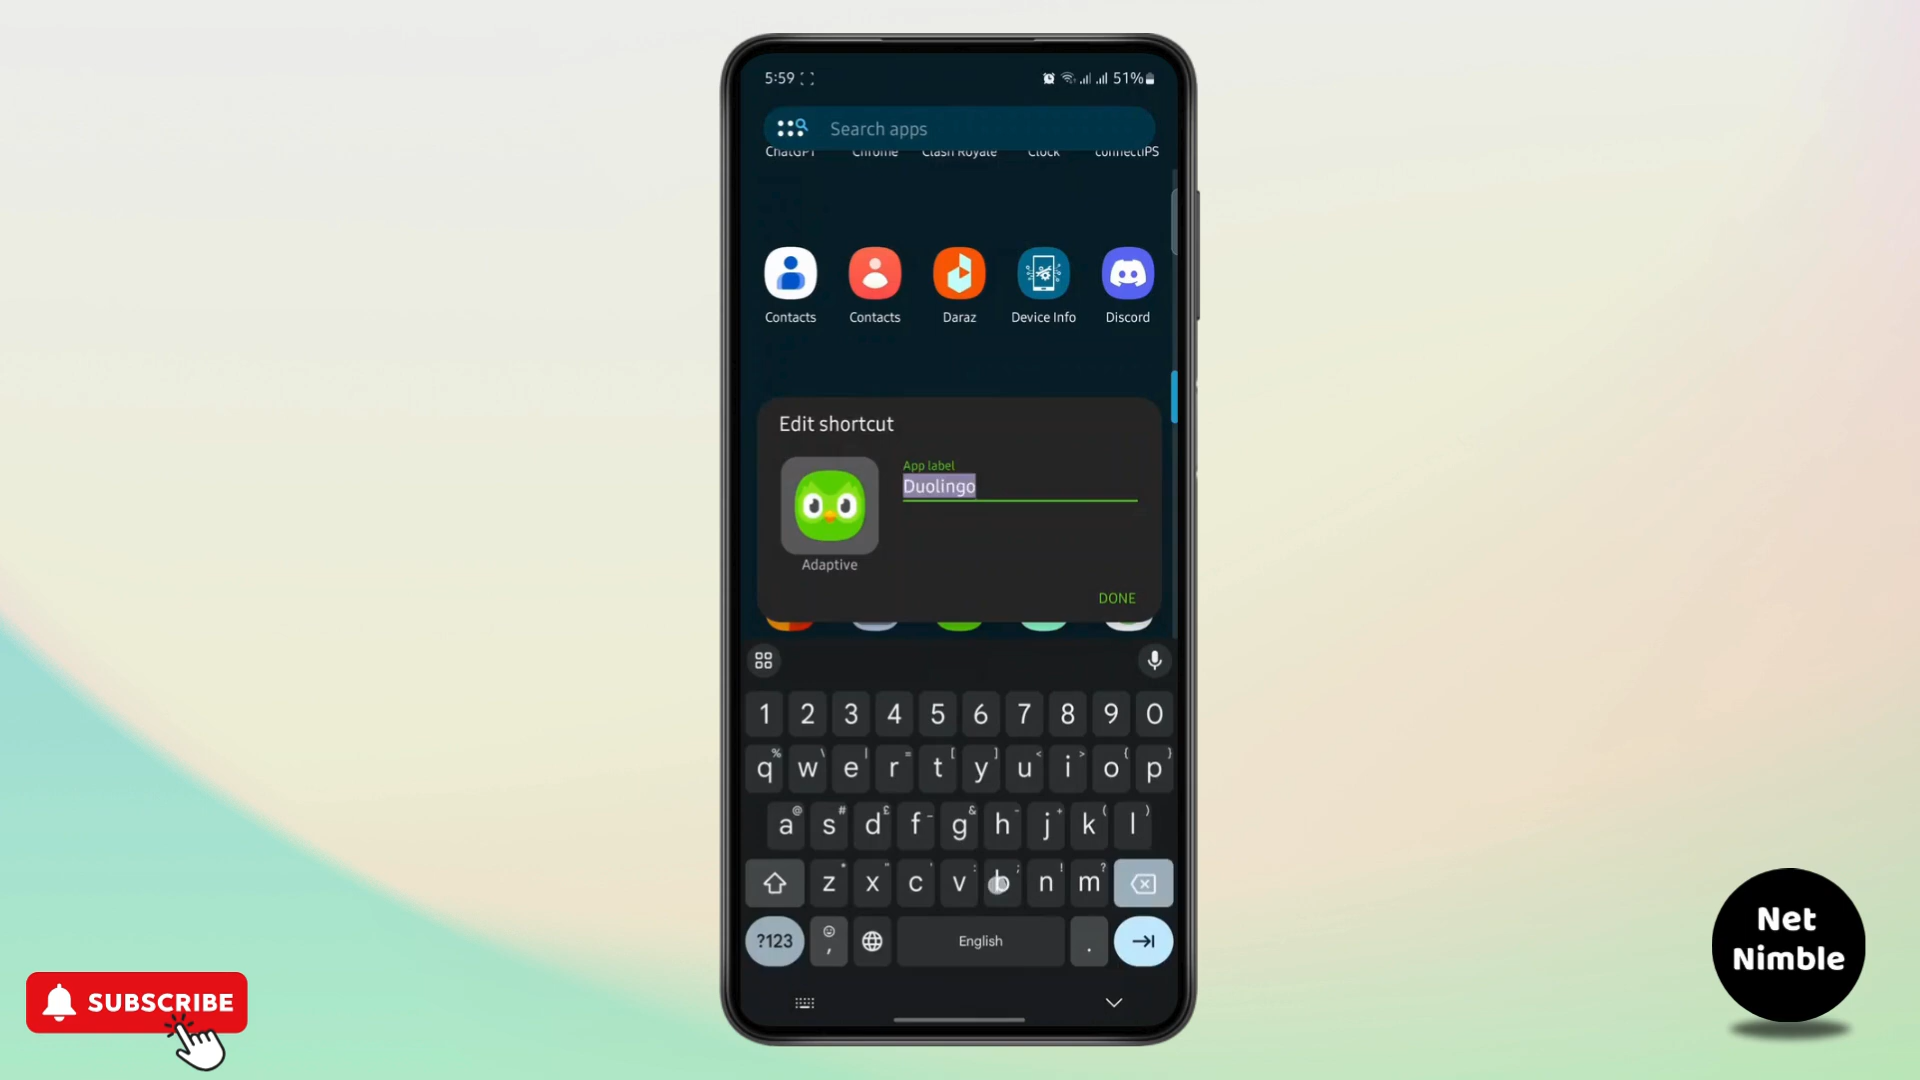 5:59
51%
Search apps
ChatGPT Chrome Clash Royale Clock connectIPS
Contacts Contacts Daraz Device Info Discord
Edit shortcut
App label
Duolingo
Adaptive
DONE
1 2 3 4 5 6 7 8 9 0
% \ | = [ ] < > { }
q w e r t y u i o p
@ # £ _ & - + ( )
a s d f g h j k l
* " ' : ; ! ?
z x c v b n m
?123 , English .
SUBSCRIBE
Net
Nimble